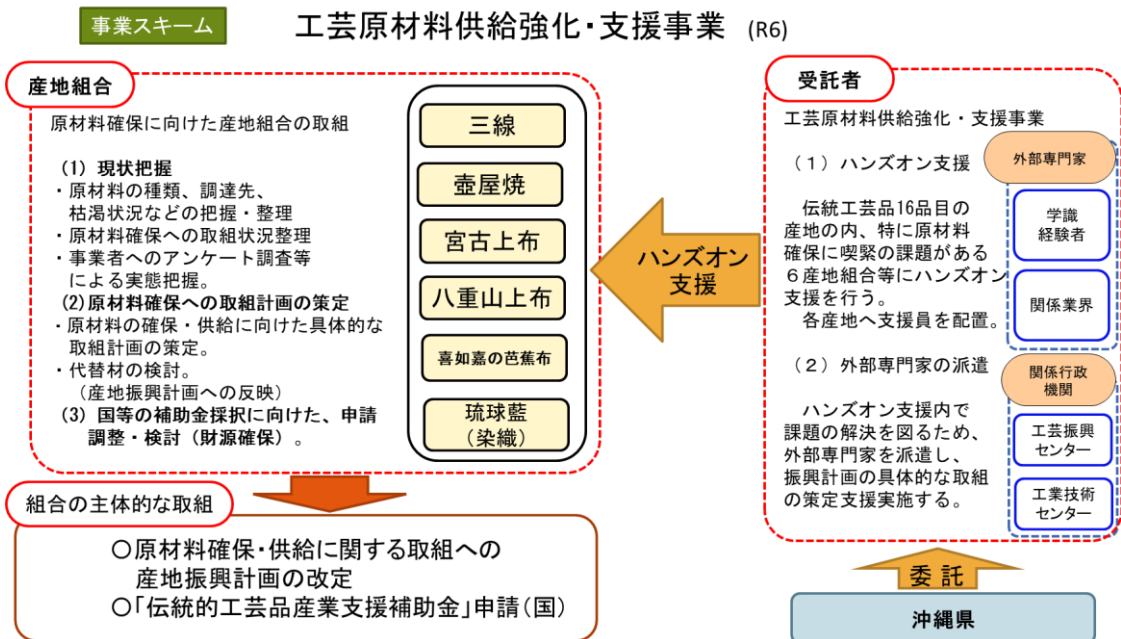 事業スキーム
工芸原材料供給強化・支援事業 (R6)
産地組合
原材料確保に向けた産地組合の取組
(1) 現状把握
・原材料の種類、調達先、
枯渇状況などの把握・整理
・原材料確保への取組状況整理
・事業者へのアンケート調査等
による実態把握。
(2)原材料確保への取組計画の策定
・原材料の確保・供給に向けた具体的な
取組計画の策定。
・代替材の検討。
（産地振興計画への反映）
(3) 国等の補助金採択に向けた、申請
調整・検討（財源確保）。
三線
壺屋焼
宮古上布
八重山上布
喜如嘉の芭蕉布
琉球藍
（染織）
ハンズオン
支援
受託者
工芸原材料供給強化・支援事業
（１）ハンズオン支援
伝統工芸品16品目の
産地の内、特に原材料
確保に喫緊の課題がある
６産地組合等にハンズオン
支援を行う。
各産地へ支援員を配置。
（２）外部専門家の派遣
ハンズオン支援内で
課題の解決を図るため、
外部専門家を派遣し、
振興計画の具体的な取組
の策定支援実施する。
外部専門家
学識
経験者
関係業界
関係行政
機関
工芸振興
センター
工業技術
センター
組合の主体的な取組
〇原材料確保・供給に関する取組への
産地振興計画の改定
〇「伝統的工芸品産業支援補助金」申請（国）
委 託
沖縄県